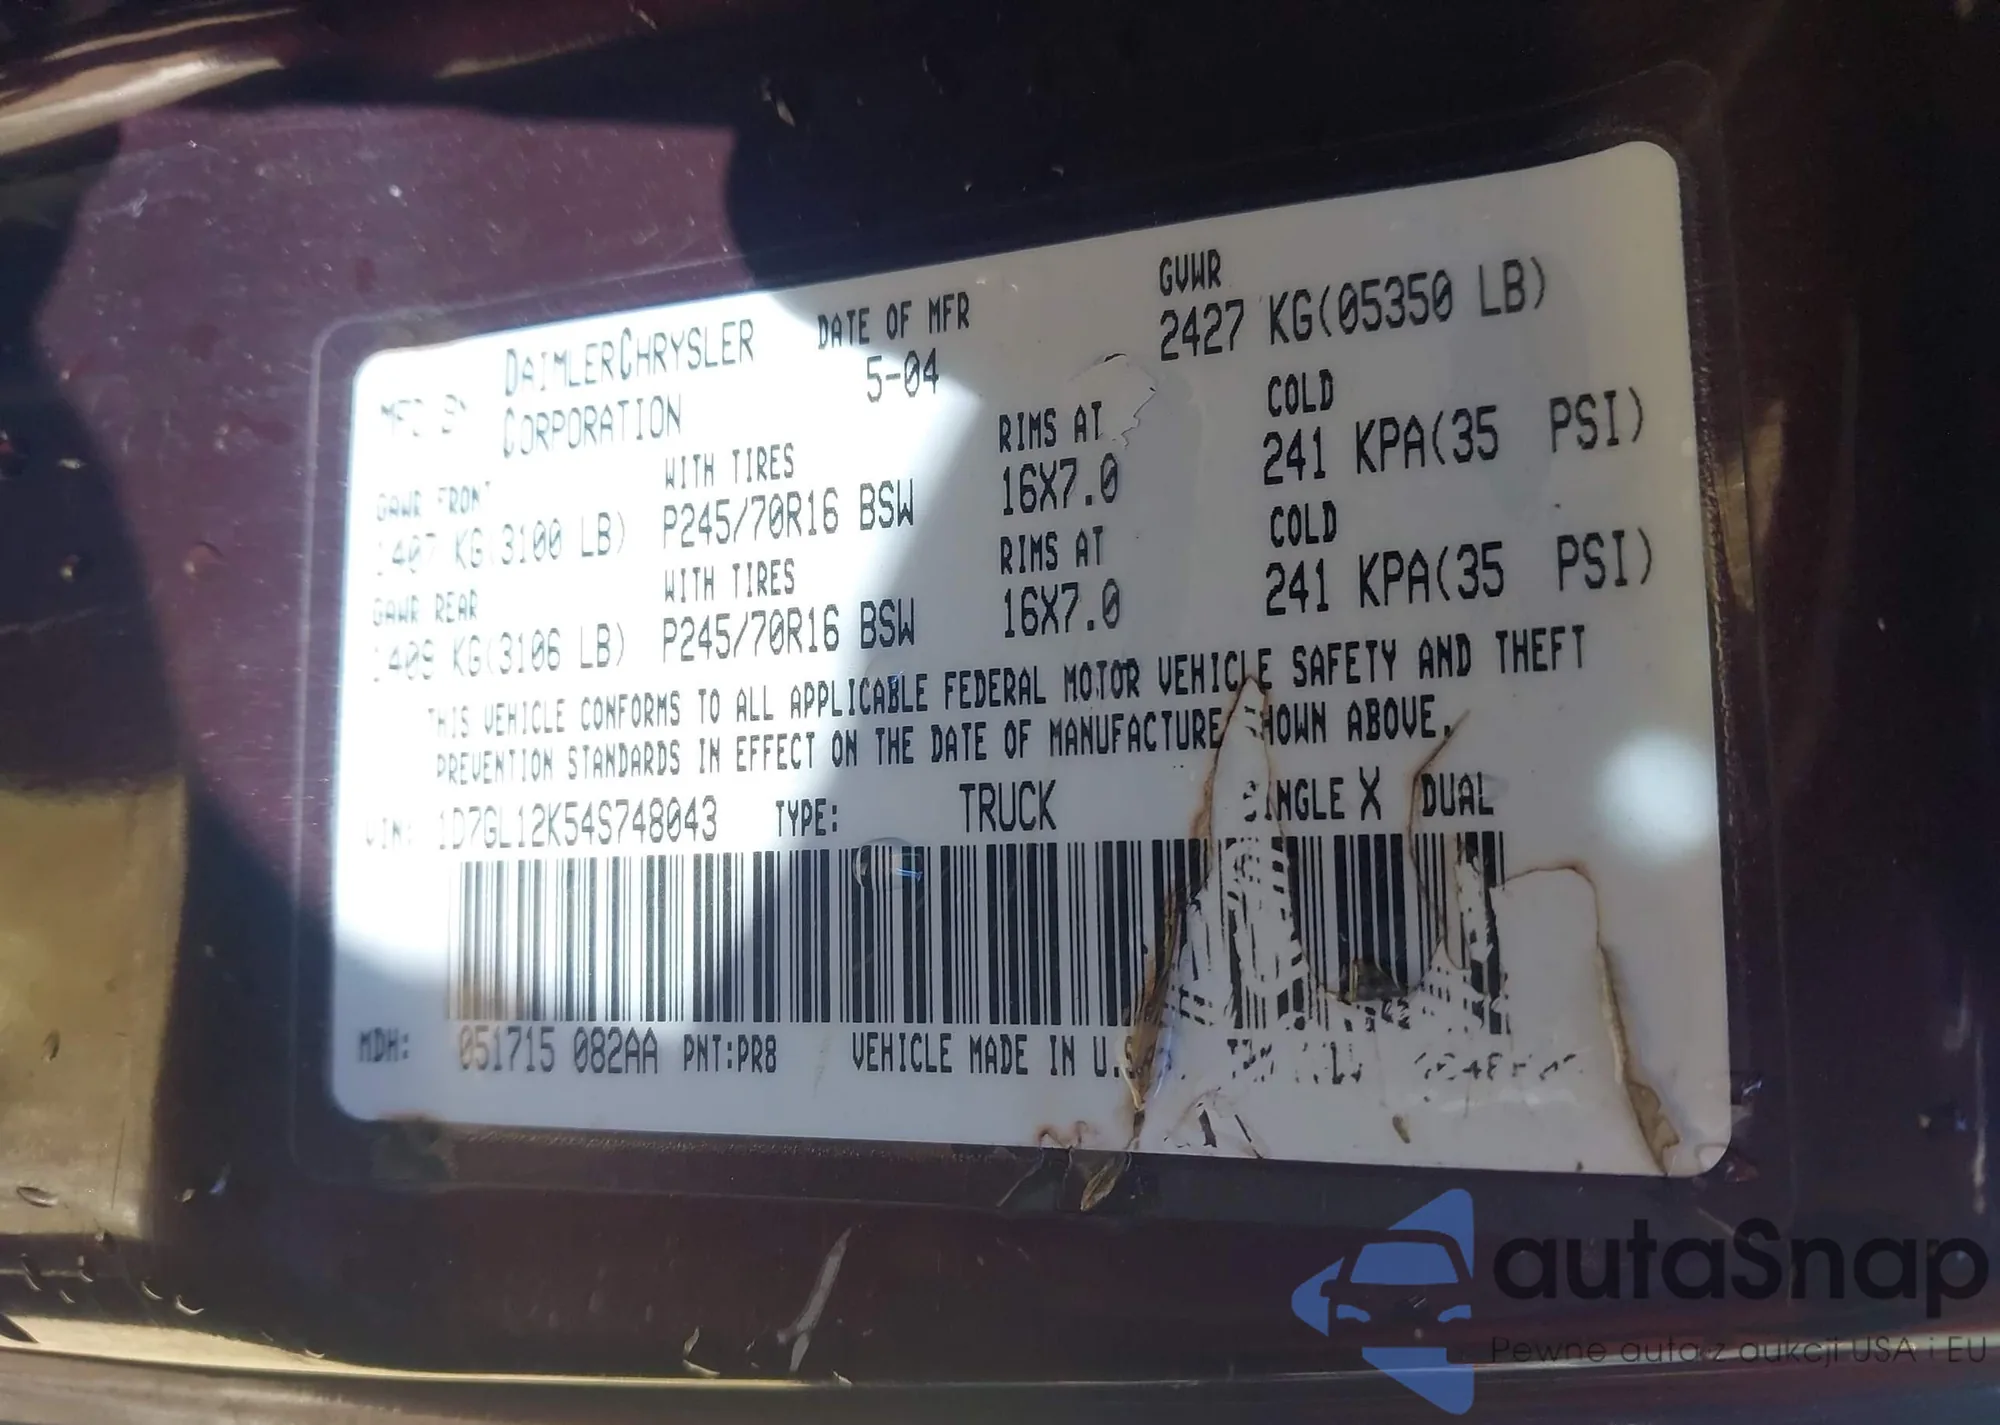 MFD BY DAIMLERCHRYSLER CORPORATION
DATE OF MFR
5-04
GVWR
2427 KG(05350 LB)
GAWR FRONT
1407 KG(3100 LB)
WITH TIRES
P245/70R16 BSW
RIMS AT
16X7.0
COLD
241 KPA(35 PSI)
GAWR REAR
1409 KG(3106 LB)
WITH TIRES
P245/70R16 BSW
RIMS AT
16X7.0
COLD
241 KPA(35 PSI)
THIS VEHICLE CONFORMS TO ALL APPLICABLE FEDERAL MOTOR VEHICLE SAFETY AND THEFT
PREVENTION STANDARDS IN EFFECT ON THE DATE OF MANUFACTURE SHOWN ABOVE.
VIN: 1D7GL12K54S748043 TYPE: TRUCK SINGLE X DUAL
MDH: 051715 082AA PNT:PR8 VEHICLE MADE IN U.S
autaSnap
Pewne auta z aukcji USA i EU